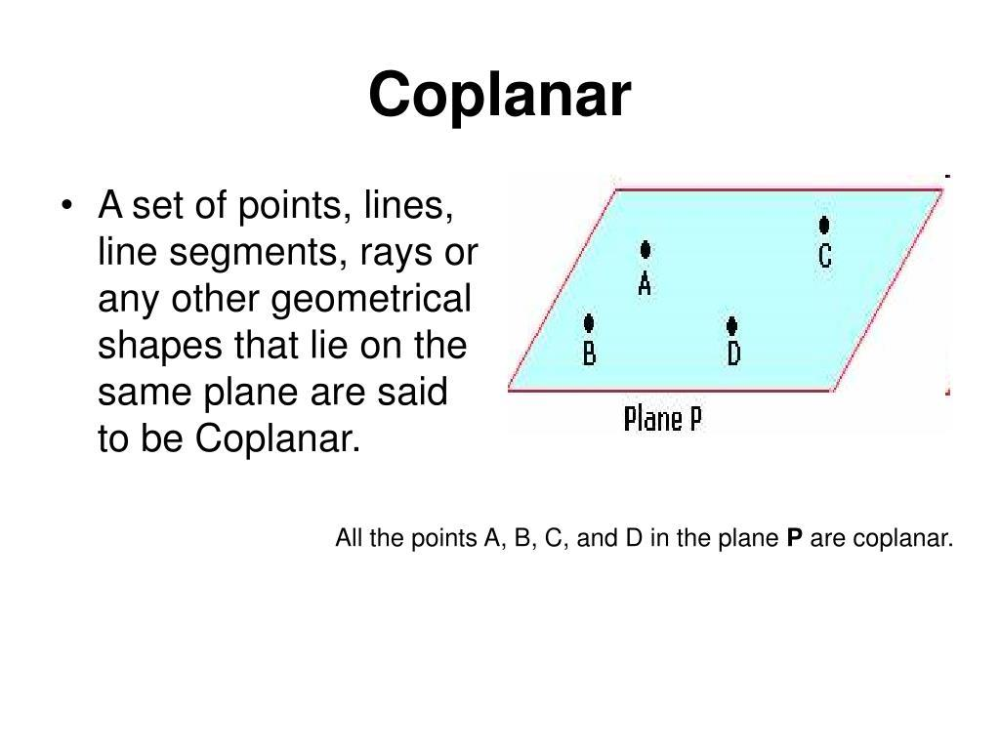 Coplanar
• A set of points, lines,
line segments, rays or
any other geometrical
shapes that lie on the
same plane are said
to be Coplanar.
C
A
B
D
Plane P
All the points A, B, C, and D in the plane P are coplanar.